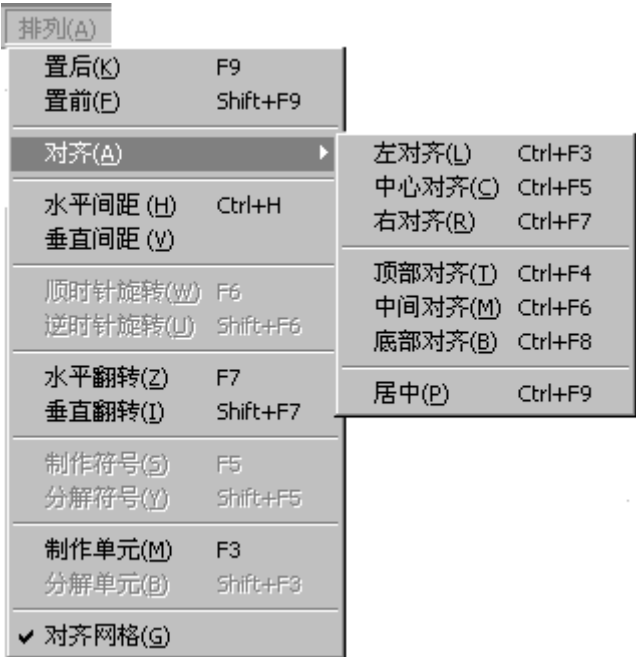 排列(A)
置后(K) F9
置前(F) Shift+F9
对齐(A)
水平间距 (H) Ctrl+H
垂直间距 (V)
顺时针旋转(W) F6
逆时针旋转(U) Shift+F6
水平翻转(Z) F7
垂直翻转(I) Shift+F7
制作符号(S) F5
分解符号(Y) Shift+F5
制作单元(M) F3
分解单元(B) Shift+F3
对齐网格(G)
左对齐(L) Ctrl+F3
中心对齐(C) Ctrl+F5
右对齐(R) Ctrl+F7
顶部对齐(T) Ctrl+F4
中间对齐(M) Ctrl+F6
底部对齐(B) Ctrl+F8
居中(P) Ctrl+F9